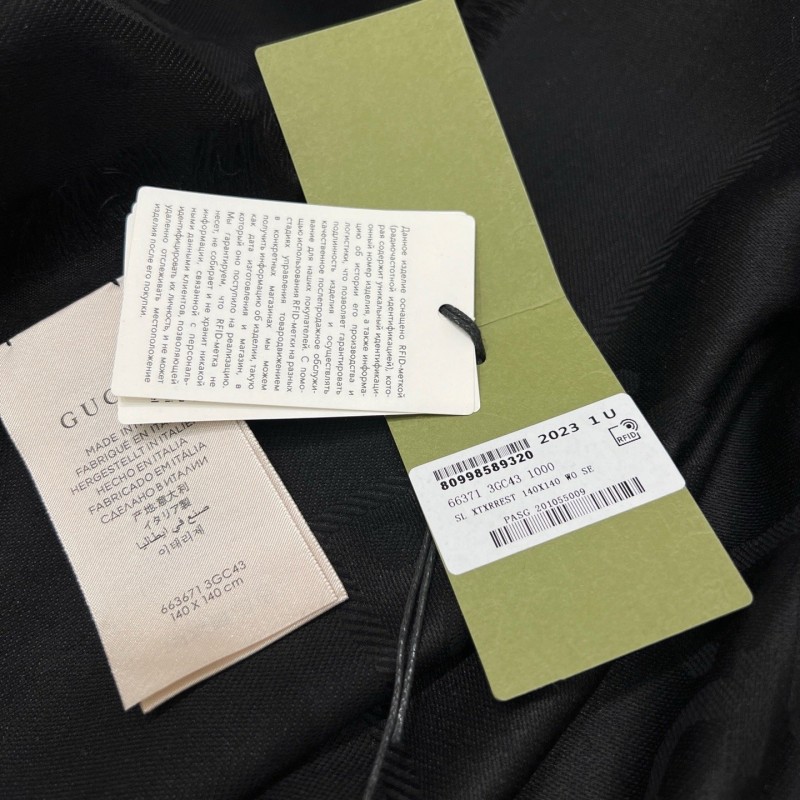 Данное изделие оснащено RFID-меткой
(радиочастотной идентификацией), кото-
рая содержит уникальный идентификаци-
онный номер изделия, а также информа-
цию об истории его производства и
логистики, что позволяет гарантировать
подлинность изделия и осуществлять
качественное послепродажное обслужи-
вание для наших покупателей. С помо-
щью использования RFID-метки на разных
стадиях управления товародвижением
в конкретных магазинах мы можем
получить информацию об изделии, такую
как дата изготовления и магазин, в
который оно поступило на реализацию.
Мы гарантируем, что RFID-метка не
несет, не собирает и не хранит никакой
информации, связанной с персональ-
ными данными клиентов, позволяющей
идентифицировать их личность, и не может
удаленно отслеживать местоположение
изделия после его покупки.
GUC
MADE IN I
FABRIQUÉ EN ITA
HERGESTELLT IN ITALIE
HECHO EN ITALIA
FABRICADO EM ITÁLIA
СДЕЛАНО В ИТАЛИИ
产地:意大利
イタリア製
صنع في إيطاليا
이태리제
663671 3GC43
140 X 140 cm
2023 1 U
RFID
80998589320
66371 3GC43 1000
SL XTXRREST 140X140 WO SE
PASG 201055009